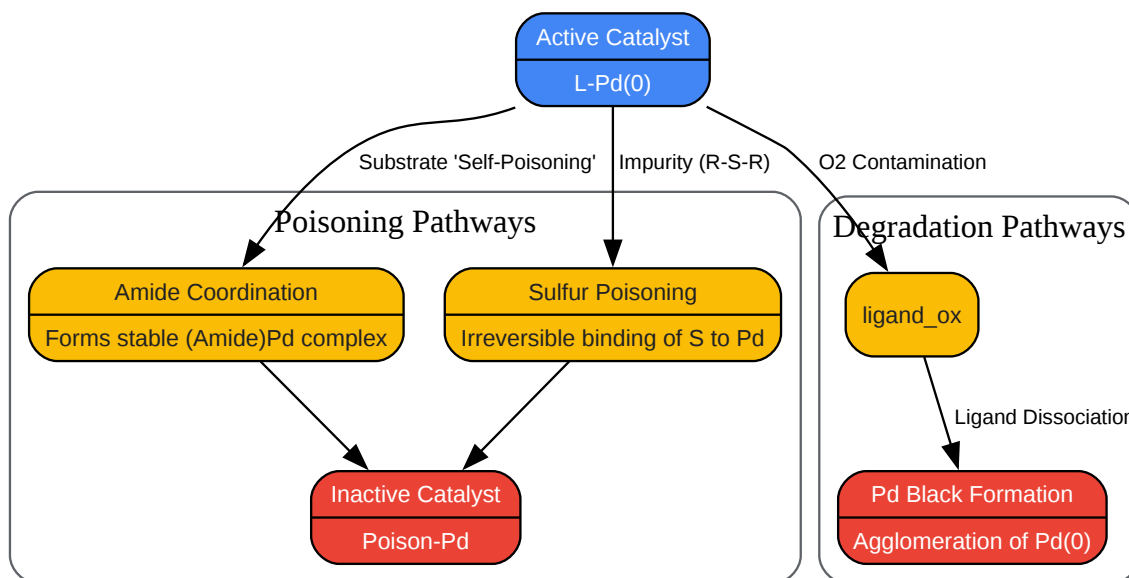 Active Catalyst
L-Pd(0)
Substrate 'Self-Poisoning'
Impurity (R-S-R)
O2 Contamination
Poisoning Pathways
Degradation Pathways
Amide Coordination
Forms stable (Amide)Pd complex
Sulfur Poisoning
Irreversible binding of S to Pd
ligand_ox
Ligand Dissociation
Inactive Catalyst
Poison-Pd
Pd Black Formation
Agglomeration of Pd(0)